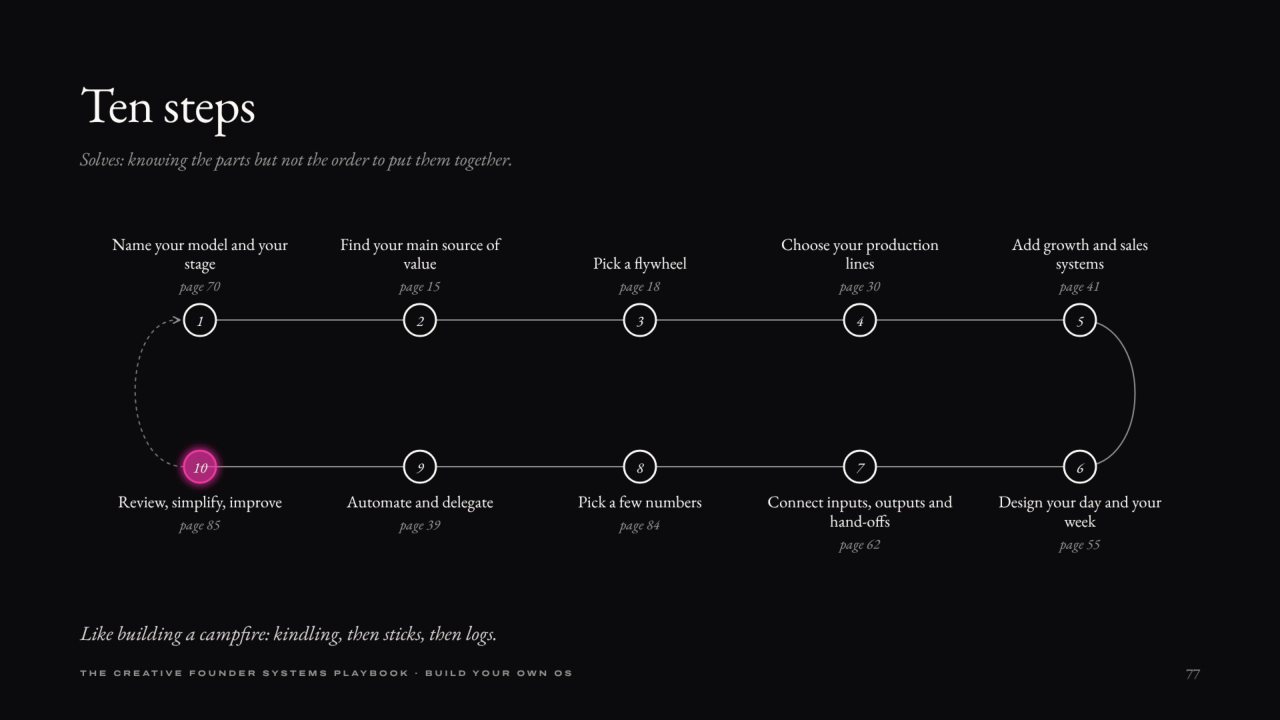 Ten steps
Solves: knowing the parts but not the order to put them together.
Name your model and your
stage
page 70
Find your main source of
value
page 15
Pick a flywheel
page 18
Choose your production
lines
page 30
Add growth and sales
systems
page 41
1
2
3
4
5
10
9
8
7
6
Review, simplify, improve
page 85
Automate and delegate
page 39
Pick a few numbers
page 84
Connect inputs, outputs and
hand-offs
page 62
Design your day and your
week
page 55
Like building a campfire: kindling, then sticks, then logs.
THE CREATIVE FOUNDER SYSTEMS PLAYBOOK · BUILD YOUR OWN OS
77